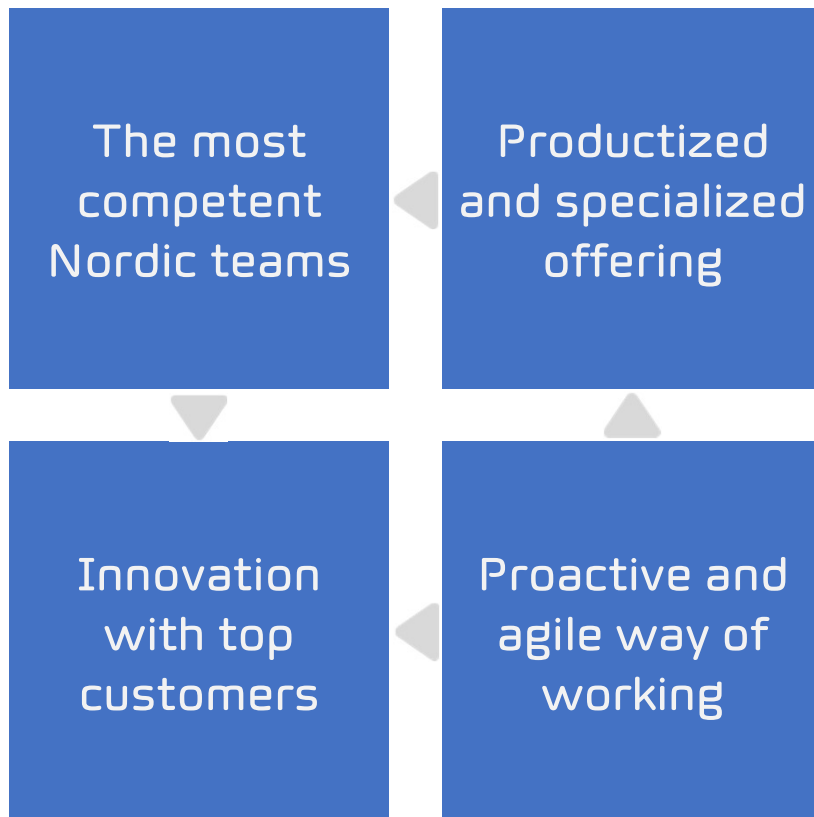 The most
competent
Nordic teams
Productized
and specialized
offering
Innovation
with top
customers
Proactive and
agile way of
working